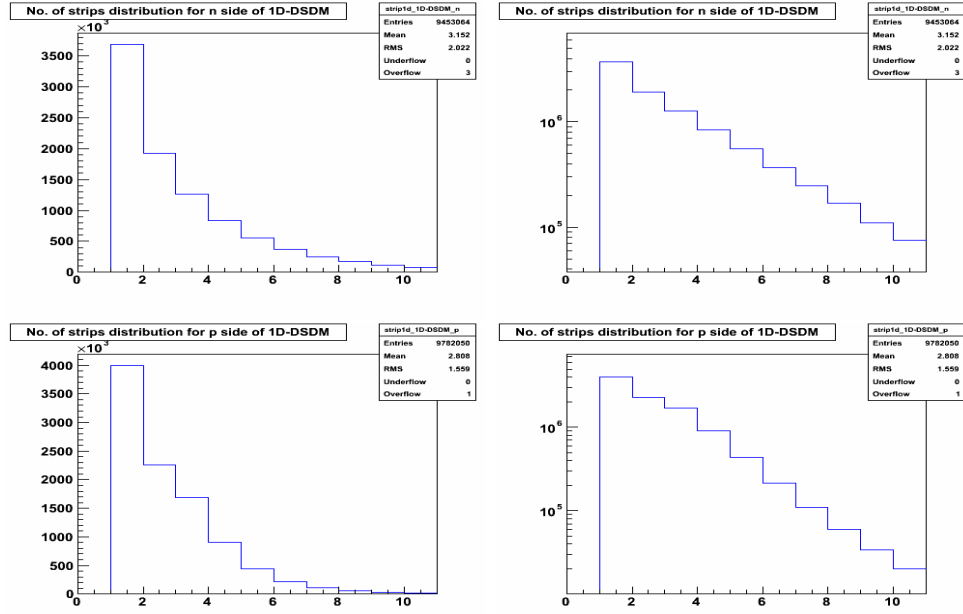 No. of strips distribution for n side of 1D-DSDM
×10³
strip1d_1D-DSDM_n
Entries 9453064
Mean 3.152
RMS 2.022
Underflow 0
Overflow 3
3500
3000
2500
2000
1500
1000
500
0
0 2 4 6 8 10
No. of strips distribution for n side of 1D-DSDM
strip1d_1D-DSDM_n
Entries 9453064
Mean 3.152
RMS 2.022
Underflow 0
Overflow 3
10⁶
10⁵
0 2 4 6 8 10
No. of strips distribution for p side of 1D-DSDM
×10³
strip1d_1D-DSDM_p
Entries 9782050
Mean 2.808
RMS 1.559
Underflow 0
Overflow 1
4000
3500
3000
2500
2000
1500
1000
500
0
0 2 4 6 8 10
No. of strips distribution for p side of 1D-DSDM
strip1d_1D-DSDM_p
Entries 9782050
Mean 2.808
RMS 1.559
Underflow 0
Overflow 1
10⁶
10⁵
0 2 4 6 8 10